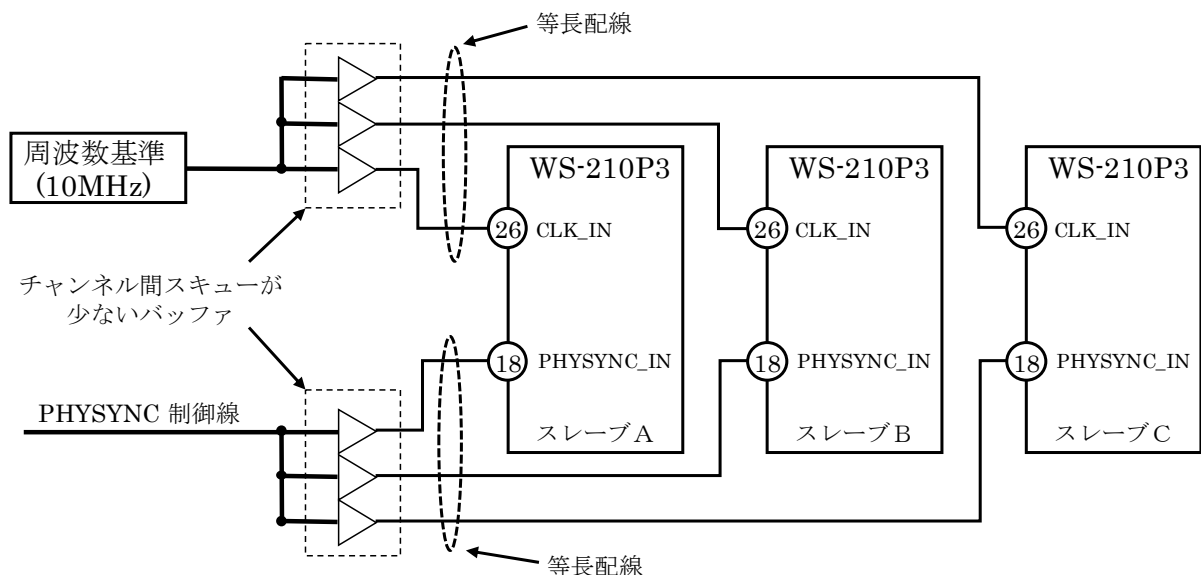 等長配線
周波数基準
(10MHz)
WS-210P3
WS-210P3
WS-210P3
26 CLK_IN
26 CLK_IN
26 CLK_IN
チャンネル間スキューが
少ないバッファ
18 PHYSYNC_IN
18 PHYSYNC_IN
18 PHYSYNC_IN
PHYSYNC 制御線
スレーブA
スレーブB
スレーブC
等長配線